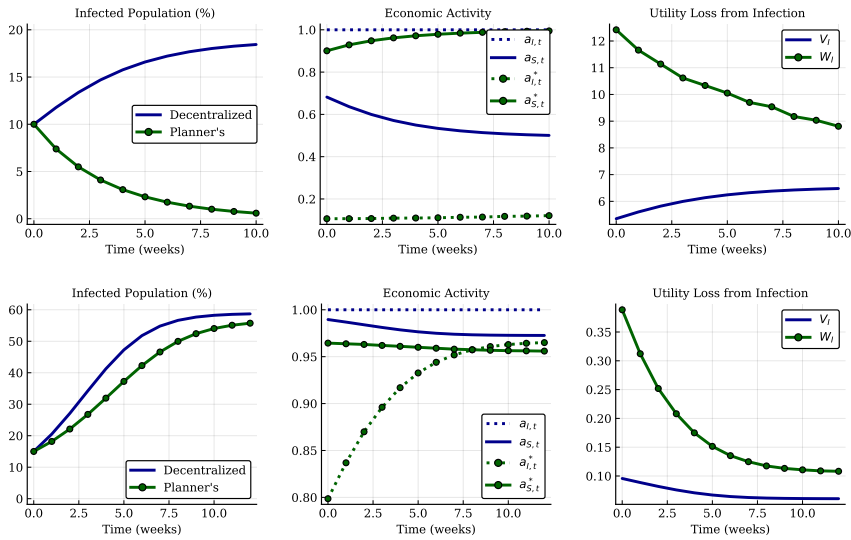 Infected Population (%)
20
10
0
0.0 2.5 5.0 7.5 10.0
Time (weeks)
Decentralized
Planner's
Economic Activity
1.0
0.8
0.6
0.4
0.2
0.0 2.5 5.0 7.5 10.0
Time (weeks)
a_{I,t}
a_{S,t}
a^*_{I,t}
a^*_{S,t}
Utility Loss from Infection
12
11
10
9
8
7
6
0.0 2.5 5.0 7.5 10.0
Time (weeks)
V_I
W_I
Infected Population (%)
60
50
40
30
20
10
0
0.0 2.5 5.0 7.5 10.0
Time (weeks)
Decentralized
Planner's
Economic Activity
1.00
0.95
0.90
0.85
0.80
0.0 2.5 5.0 7.5 10.0
Time (weeks)
a_{I,t}
a_{S,t}
a^*_{I,t}
a^*_{S,t}
Utility Loss from Infection
0.35
0.30
0.25
0.20
0.15
0.10
0.0 2.5 5.0 7.5 10.0
Time (weeks)
V_I
W_I